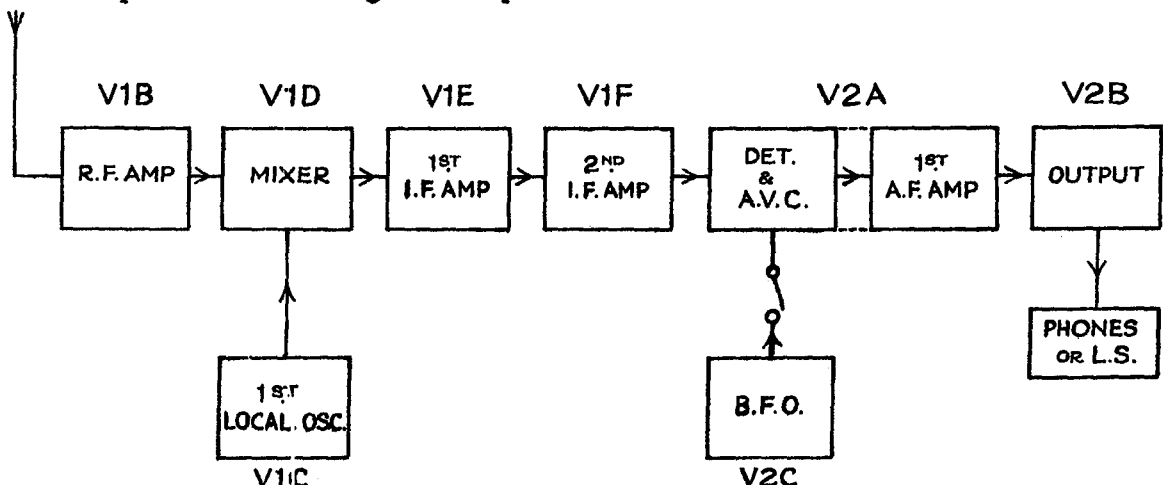 V1B
V1D
V1E
V1F
V2A
V2B
R.F. AMP
MIXER
1ST
I.F. AMP
2ND
I.F. AMP
DET.
&
A.V.C.
1ST
A.F. AMP
OUTPUT
PHONES
OR L.S.
1ST
LOCAL. OSC.
B.F.O.
V1C
V2C